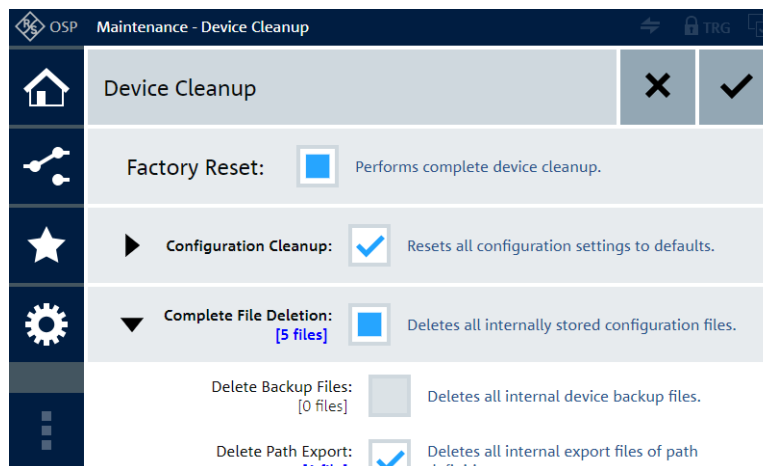 R&S OSP Maintenance - Device Cleanup TRG
Device Cleanup
Factory Reset: Performs complete device cleanup.
Configuration Cleanup: Resets all configuration settings to defaults.
Complete File Deletion:
[5 files] Deletes all internally stored configuration files.
Delete Backup Files:
[0 files] Deletes all internal device backup files.
Delete Path Export: Deletes all internal export files of path